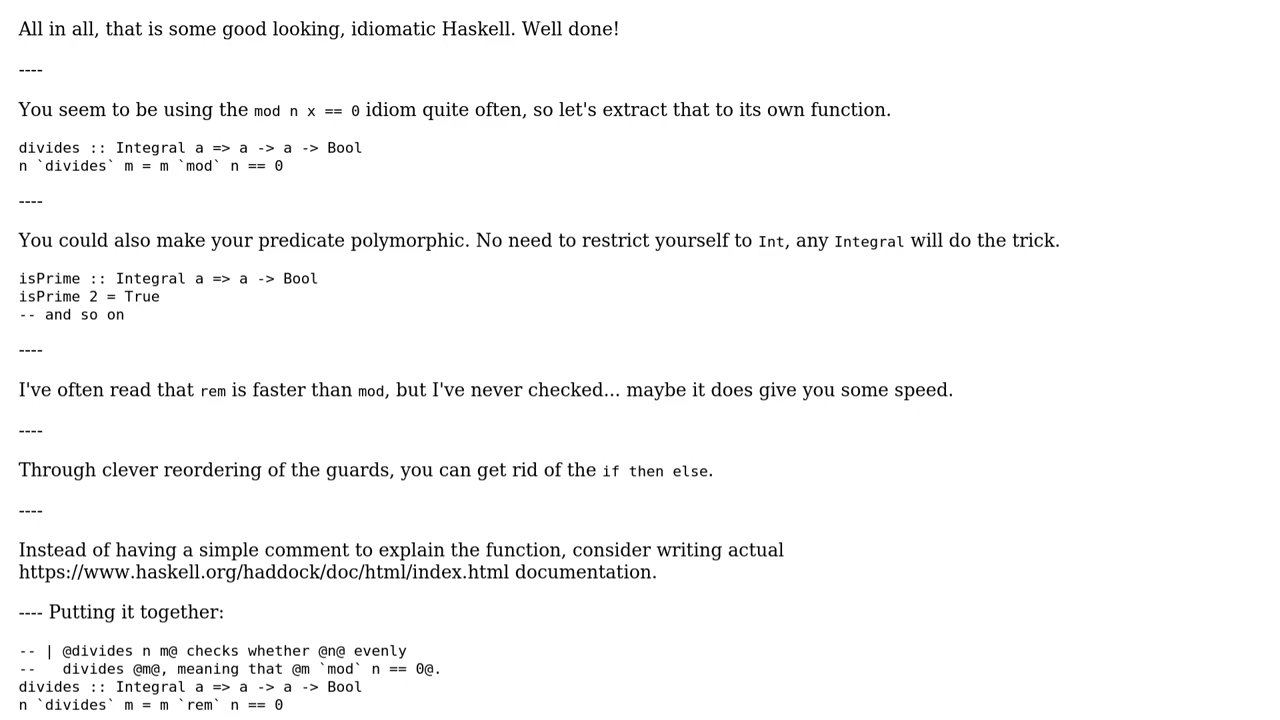 All in all, that is some good looking, idiomatic Haskell. Well done!
----
You seem to be using the mod n x == 0 idiom quite often, so let's extract that to its own function.
divides :: Integral a => a -> a -> Bool
n `divides` m = m `mod` n == 0
----
You could also make your predicate polymorphic. No need to restrict yourself to Int, any Integral will do the trick.
isPrime :: Integral a => a -> Bool
isPrime 2 = True
-- and so on
----
I've often read that rem is faster than mod, but I've never checked... maybe it does give you some speed.
----
Through clever reordering of the guards, you can get rid of the if then else.
----
Instead of having a simple comment to explain the function, consider writing actual
https://www.haskell.org/haddock/doc/html/index.html documentation.
---- Putting it together:
-- | @divides n m@ checks whether @n@ evenly
--   divides @m@, meaning that @m `mod` n == 0@.
divides :: Integral a => a -> a -> Bool
n `divides` m = m `rem` n == 0